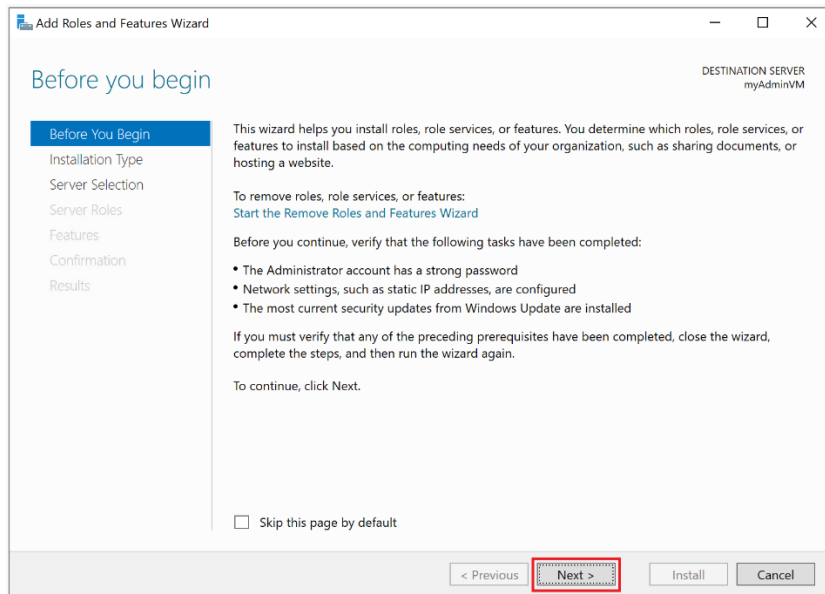 Add Roles and Features Wizard
Before you begin
DESTINATION SERVER
myAdminVM
Before You Begin
Installation Type
Server Selection
Server Roles
Features
Confirmation
Results
This wizard helps you install roles, role services, or features. You determine which roles, role services, or
features to install based on the computing needs of your organization, such as sharing documents, or
hosting a website.
To remove roles, role services, or features:
Start the Remove Roles and Features Wizard
Before you continue, verify that the following tasks have been completed:
• The Administrator account has a strong password
• Network settings, such as static IP addresses, are configured
• The most current security updates from Windows Update are installed
If you must verify that any of the preceding prerequisites have been completed, close the wizard,
complete the steps, and then run the wizard again.
To continue, click Next.
Skip this page by default
< Previous
Next >
Install
Cancel